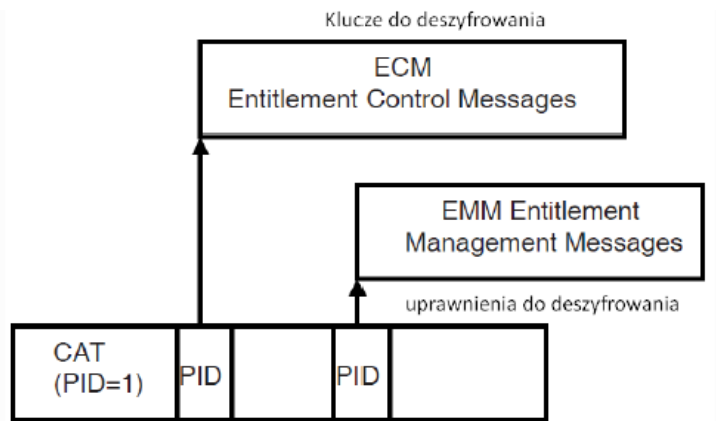 Klucze do deszyfrowania
ECM
Entitlement Control Messages
EMM Entitlement
Management Messages
uprawnienia do deszyfrowania
CAT
(PID=1)
PID
PID